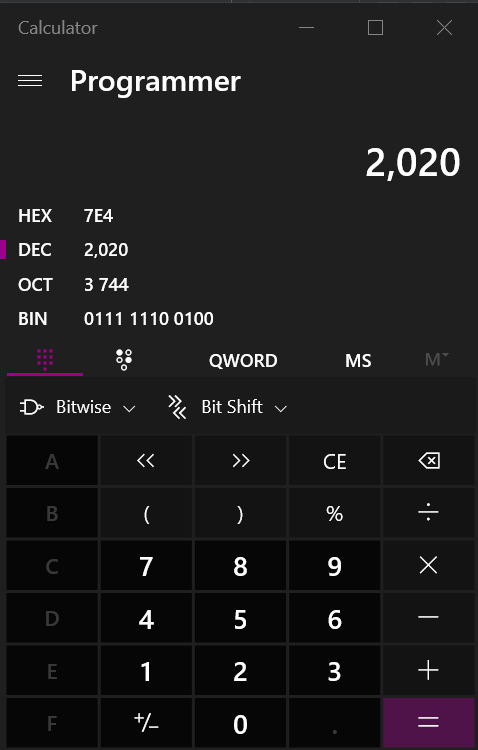 Calculator
Programmer
2,020
HEX 7E4
DEC 2,020
OCT 3 744
BIN 0111 1110 0100
QWORD MS M
Bitwise Bit Shift
A << >> CE
B ( ) % ÷
C 7 8 9 ×
D 4 5 6 −
E 1 2 3 +
F +/− 0 . =